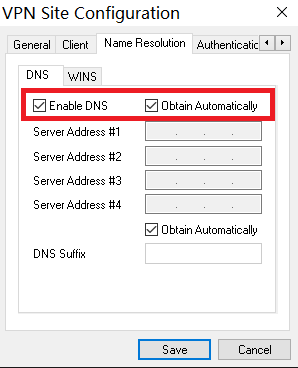 VPN Site Configuration
General Client Name Resolution
DNS WINS
Enable DNS Obtain Automatically
Server Address #1
Server Address #2
Server Address #3
Server Address #4
Obtain Automatically
DNS Suffix
Save Cancel